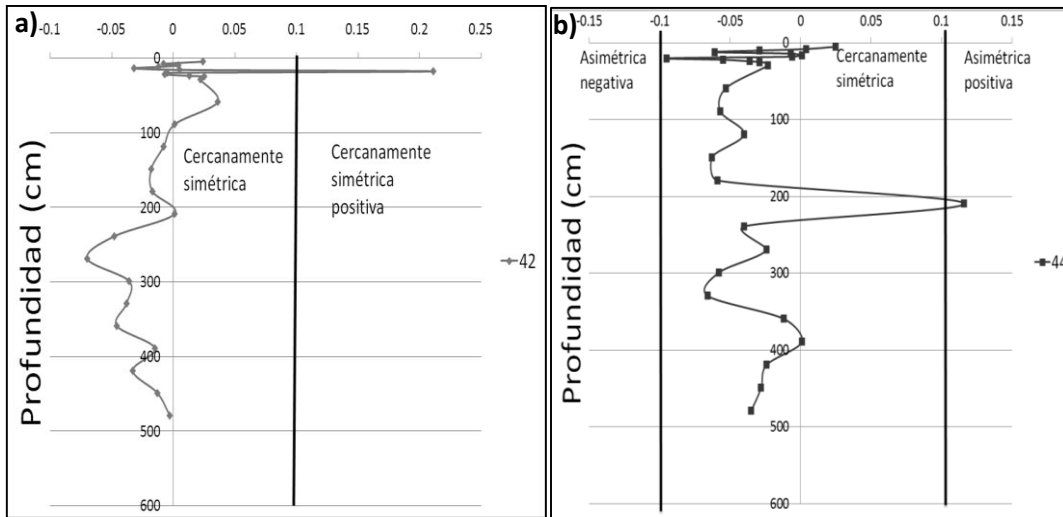 a)
-0.1 -0.05 0 0.05 0.1 0.15 0.2 0.25
0
100
200
300
400
500
600
Profundidad (cm)
Cercanamente
simétrica
Cercanamente
simétrica
positiva
42
b)
-0.15 -0.1 -0.05 0 0.05 0.1 0.15
0
100
200
300
400
500
600
Profundidad (cm)
Asimétrica
negativa
Cercanamente
simétrica
Asimétrica
positiva
44